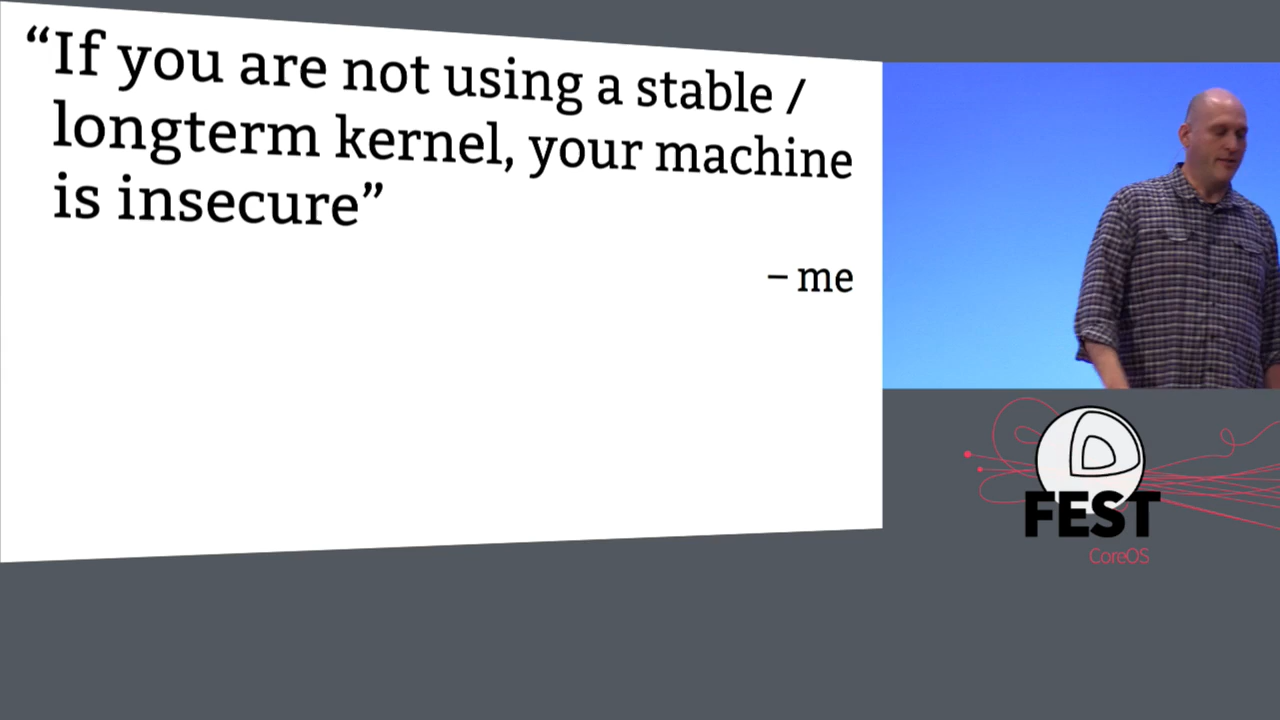 “If you are not using a stable /
longterm kernel, your machine
is insecure”
– me
FEST
CoreOS